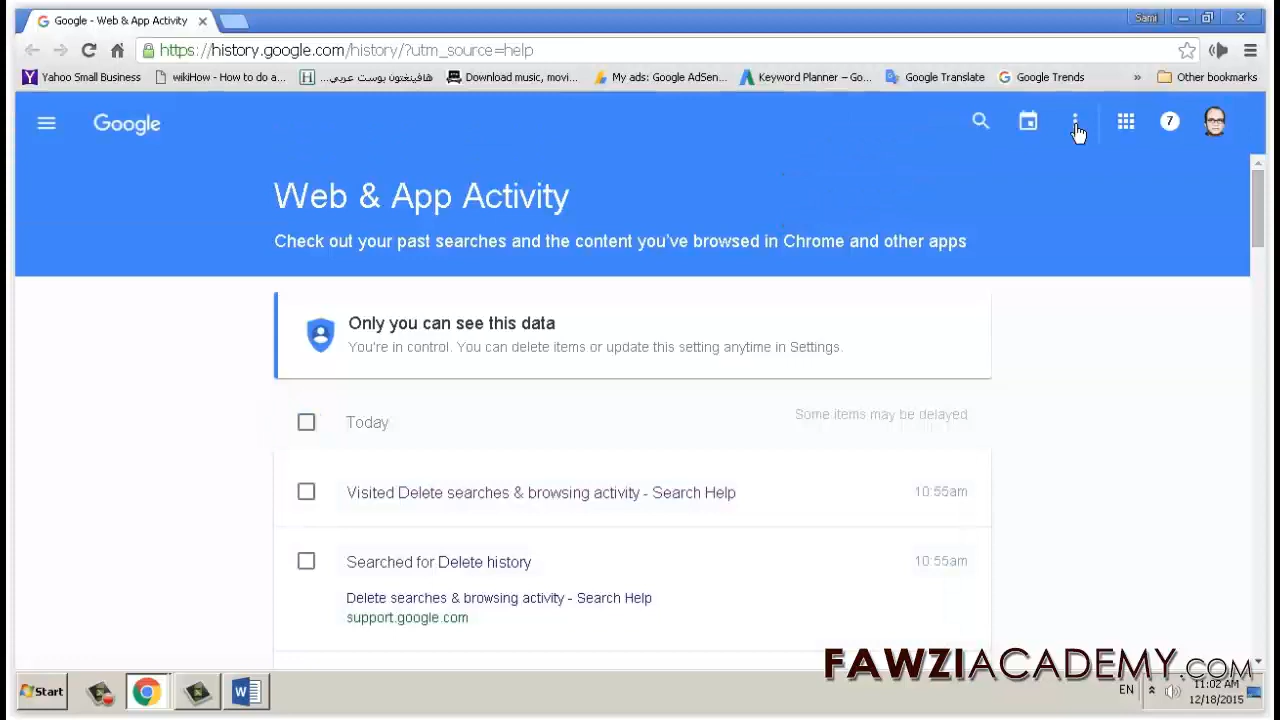 Google - Web & App Activity
Sami
https://history.google.com/history/?utm_source=help
Yahoo Small Business
wikiHow - How to do a...
هافينغتون بوست عربي...
Download music, movi...
My ads: Google AdSen...
Keyword Planner – Go...
Google Translate
Google Trends
»
Other bookmarks
Google
7
Web & App Activity
Check out your past searches and the content you've browsed in Chrome and other apps
Only you can see this data
You're in control. You can delete items or update this setting anytime in Settings.
Today
Some items may be delayed
Visited Delete searches & browsing activity - Search Help
10:55am
Searched for Delete history
10:55am
Delete searches & browsing activity - Search Help
support.google.com
FAWZIACADEMY.COM
Start
EN
11:02 AM
12/18/2015